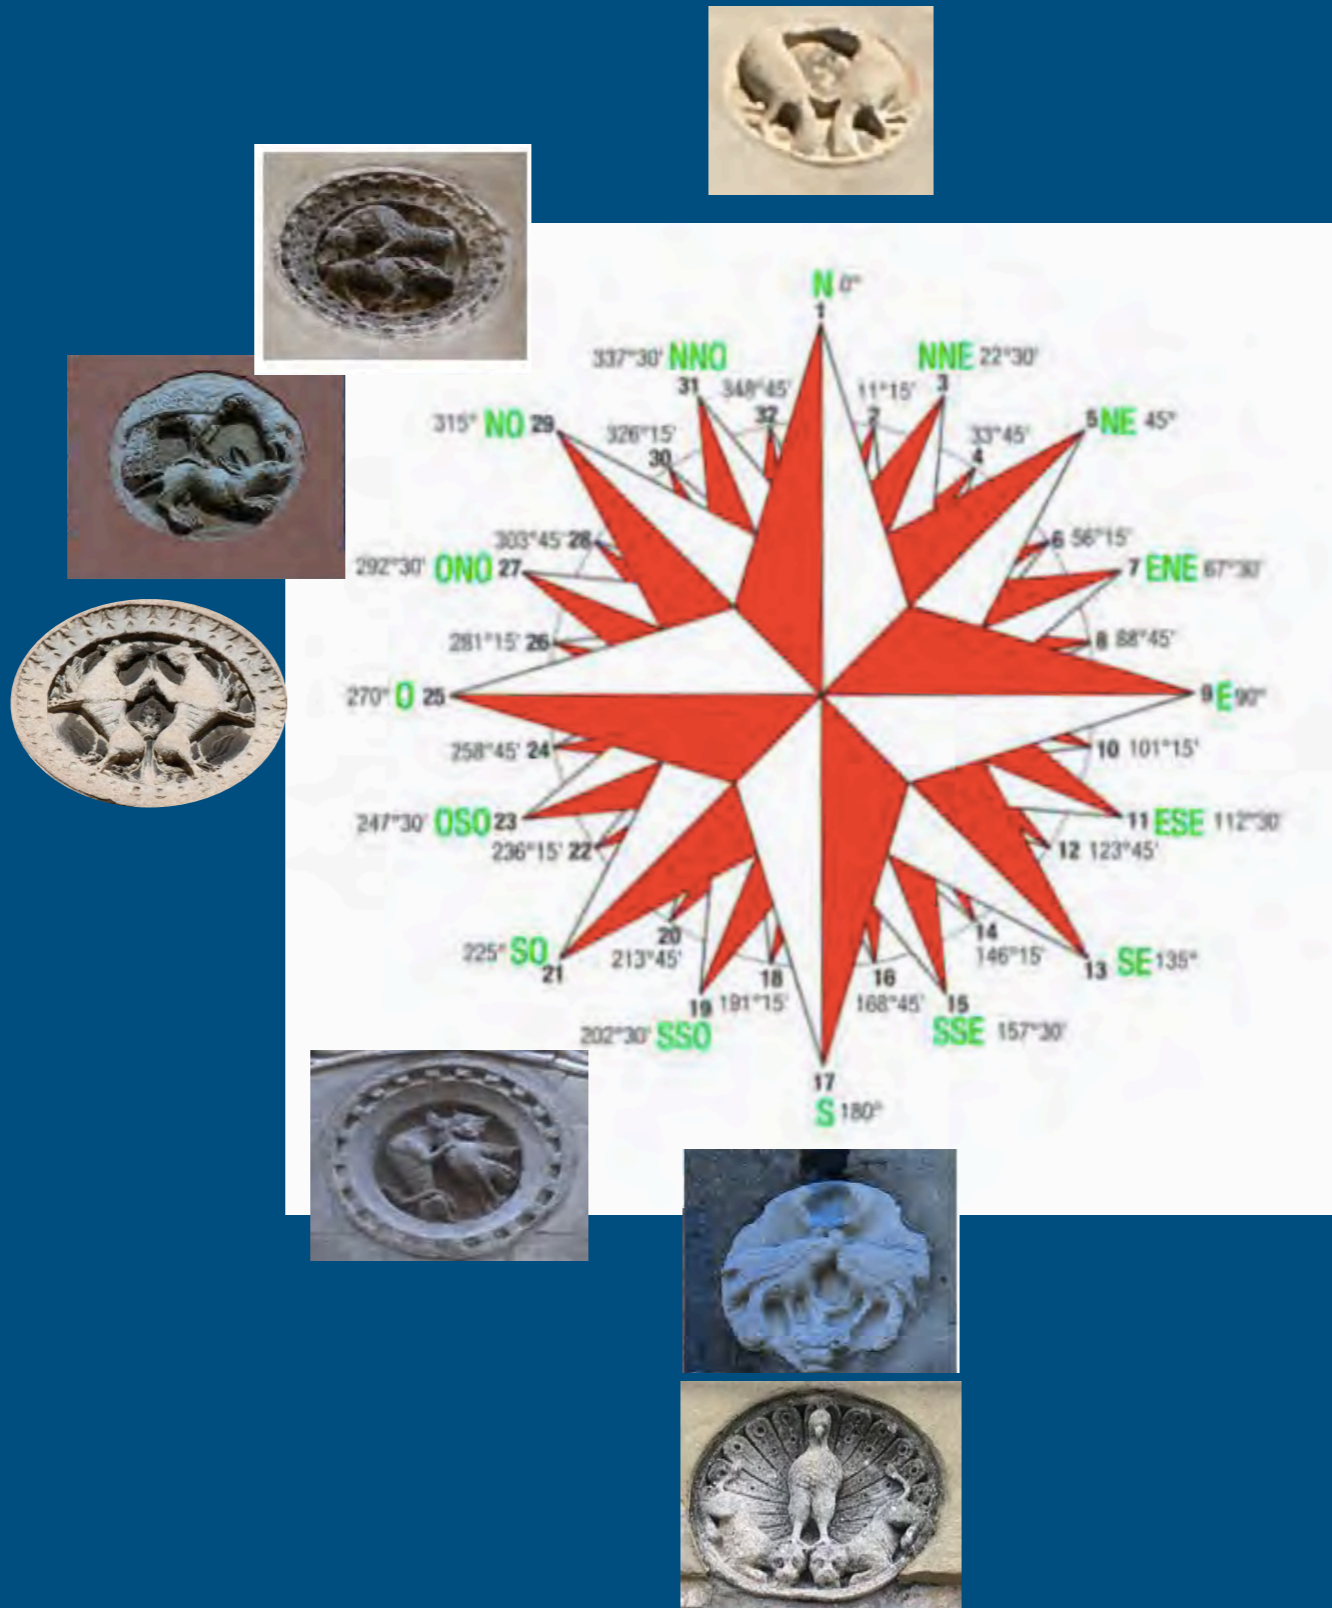 N 0°
1
337°30' NNO
NNE 22°30'
31
348°45'
11°15'
3
32
2
315° NO 29
5 NE 45°
326°15'
33°45'
30
4
303°45' 28
6 56°15'
292°30' ONO 27
7 ENE 67°30'
281°15' 26
8 88°45'
270° O 25
9 E 90°
258°45' 24
10 101°15'
247°30' OSO 23
11 ESE 112°30'
236°15' 22
12 123°45'
20
14
225° SO
213°45'
146°15'
21
13 SE 135°
18
16
19 191°15'
168°45' 15
202°30' SSO
SSE 157°30'
17
S 180°